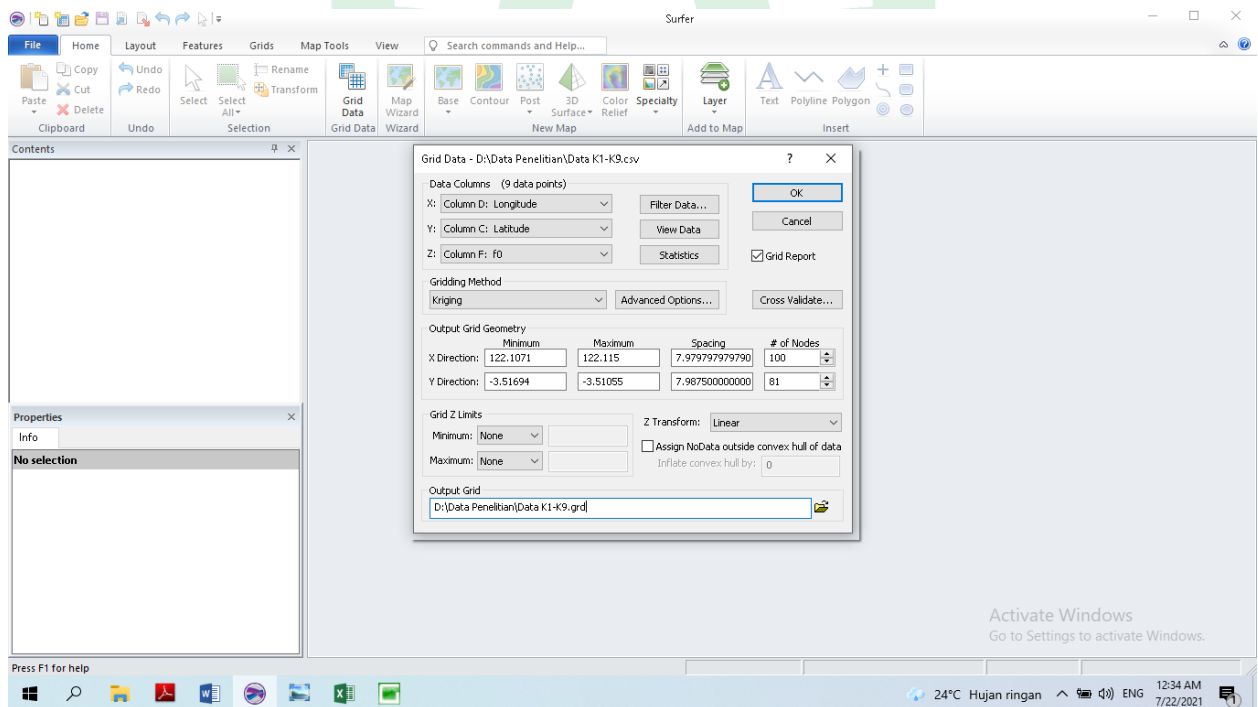 Surfer
File Home Layout Features Grids Map Tools View Search commands and Help...
Paste Copy Cut Delete Clipboard
Undo Redo Undo
Select Select All Rename Transform Selection
Grid Data Grid Data
Map Wizard Wizard
Base Contour Post 3D Surface Color Relief Specialty New Map
Layer Add to Map
Text Polyline Polygon Insert
Contents
Properties
Info
No selection
Grid Data - D:\Data Penelitian\Data K1-K9.csv ?
Data Columns (9 data points)
X: Column D: Longitude Filter Data...
Y: Column C: Latitude View Data
Z: Column F: f0 Statistics
OK
Cancel
Grid Report
Gridding Method
Kriging Advanced Options... Cross Validate...
Output Grid Geometry
Minimum Maximum Spacing # of Nodes
X Direction: 122.1071 122.115 7.979797979790 100
Y Direction: -3.51694 -3.51055 7.987500000000 81
Grid Z Limits
Minimum: None
Maximum: None
Z Transform: Linear
Assign NoData outside convex hull of data
Inflate convex hull by: 0
Output Grid
D:\Data Penelitian\Data K1-K9.grd
Activate Windows
Go to Settings to activate Windows.
Press F1 for help
24°C Hujan ringan ENG 12:34 AM
7/22/2021